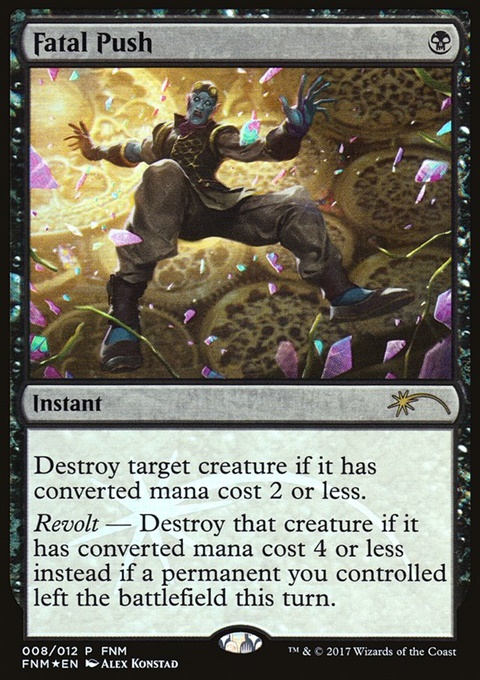 Fatal Push
Instant
Destroy target creature if it has
converted mana cost 2 or less.
Revolt — Destroy that creature if it
has converted mana cost 4 or less
instead if a permanent you controlled
left the battlefield this turn.
008/012 P FNM
FNM★EN Alex Konstad
™ & © 2017 Wizards of the Coast